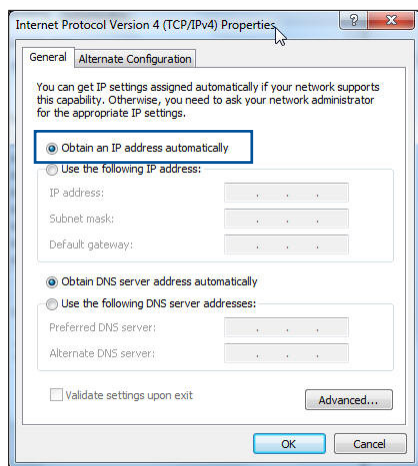 Internet Protocol Version 4 (TCP/IPv4) Properties
?
General
Alternate Configuration
You can get IP settings assigned automatically if your network supports
this capability. Otherwise, you need to ask your network administrator
for the appropriate IP settings.
Obtain an IP address automatically
Use the following IP address:
IP address:
Subnet mask:
Default gateway:
Obtain DNS server address automatically
Use the following DNS server addresses:
Preferred DNS server:
Alternate DNS server:
Validate settings upon exit
Advanced...
OK
Cancel